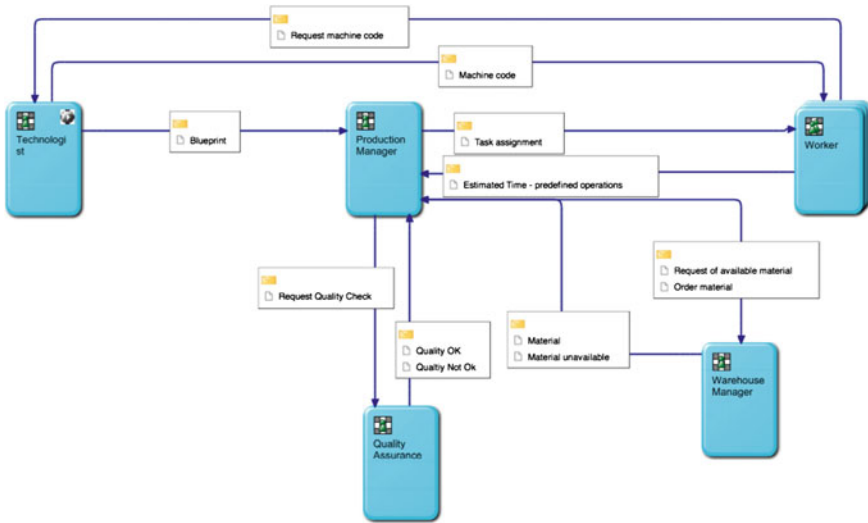 Request machine code
Machine code
Technologi
st
Blueprint
Production
Manager
Task assignment
Worker
Estimated Time - predefined operations
Request of available material
Order material
Request Quality Check
Quality OK
Qualtiy Not Ok
Material
Material unavailable
Warehouse
Manager
Quality
Assurance